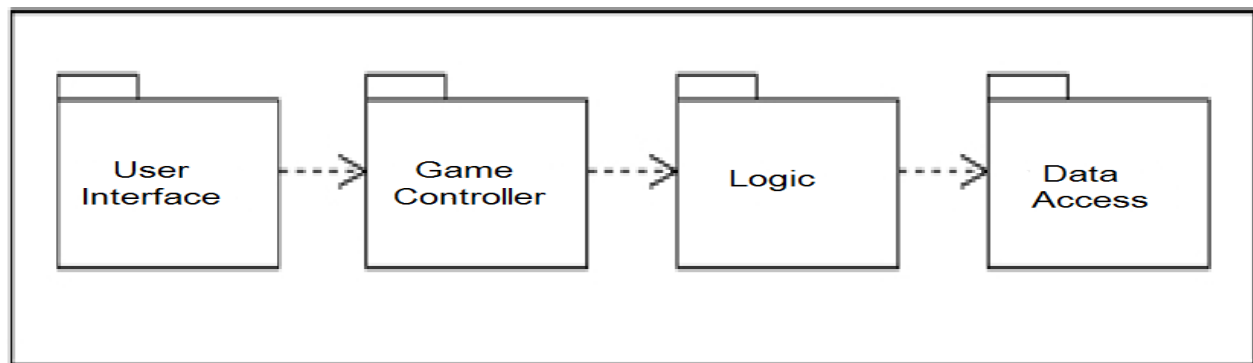 User
Interface
Game
Controller
Logic
Data
Access